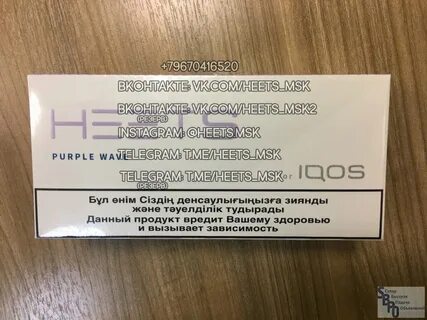 +79670416520
ВКОНТАКТЕ: VK.COM/HEETS_MSK
ВКОНТАКТЕ: VK.COM/HEETS_MSK2
(РЕЗЕРВ)
HEETS
INSTAGRAM: @HEETS.MSK
PURPLE WAVE
TELEGRAM: T.ME/HEETS_MSK
TELEGRAM: T.ME/HEETS_MSK
(РЕЗЕРВ)
for IQOS
Бұл өнім Сіздің денсаулығыңызға зиянды
және тәуелділік тудырады
Данный продукт вредит Вашему здоровью
и вызывает зависимость